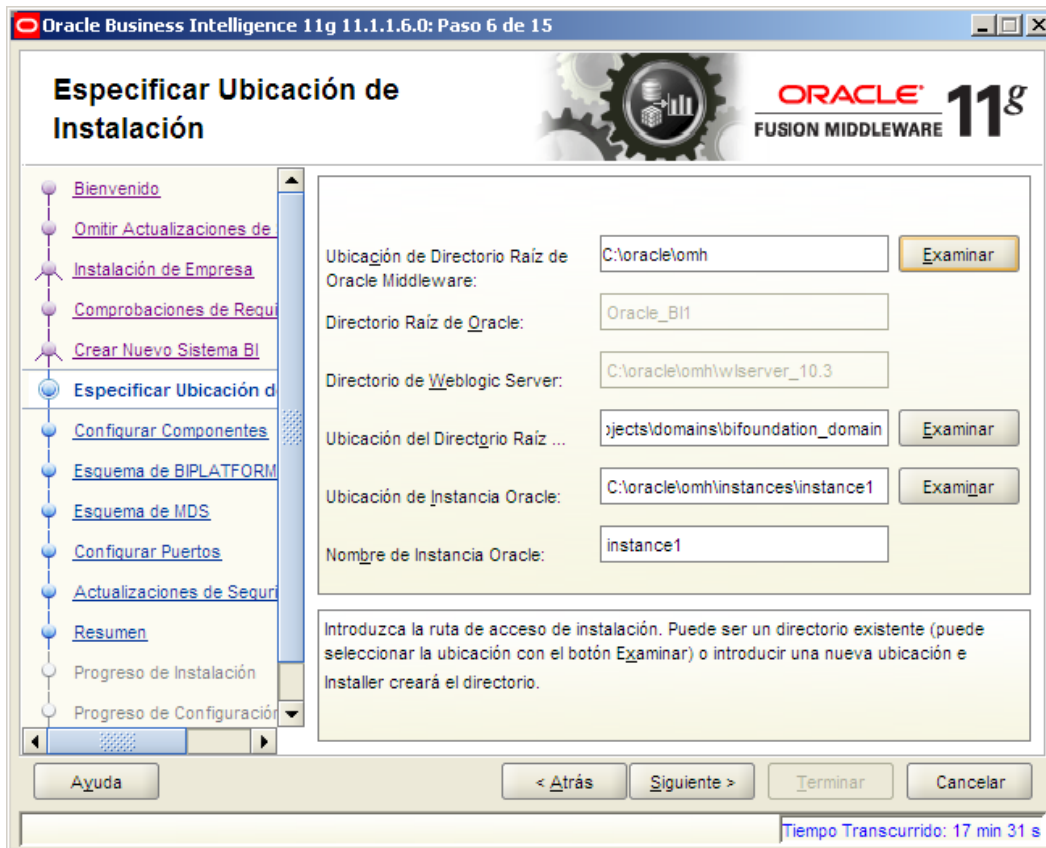 Oracle Business Intelligence 11g 11.1.1.6.0: Paso 6 de 15
Especificar Ubicación de
Instalación
ORACLE
FUSION MIDDLEWARE 11g
Bienvenido
Omitir Actualizaciones de
Instalación de Empresa
Comprobaciones de Requi
Crear Nuevo Sistema BI
Especificar Ubicación d
Configurar Componentes
Esquema de BIPLATFORM
Esquema de MDS
Configurar Puertos
Actualizaciones de Seguri
Resumen
Progreso de Instalación
Progreso de Configuración
Ubicación de Directorio Raíz de
Oracle Middleware:
C:\oracle\omh
Examinar
Directorio Raíz de Oracle:
Oracle_BI1
Directorio de Weblogic Server:
C:\oracle\omh\wlserver_10.3
Ubicación del Directorio Raíz ...
ojects\domains\bifoundation_domain
Examinar
Ubicación de Instancia Oracle:
C:\oracle\omh\instances\instance1
Examinar
Nombre de Instancia Oracle:
instance1
Introduzca la ruta de acceso de instalación. Puede ser un directorio existente (puede
seleccionar la ubicación con el botón Examinar) o introducir una nueva ubicación e
Installer creará el directorio.
Ayuda
< Atrás
Siguiente >
Terminar
Cancelar
Tiempo Transcurrido: 17 min 31 s